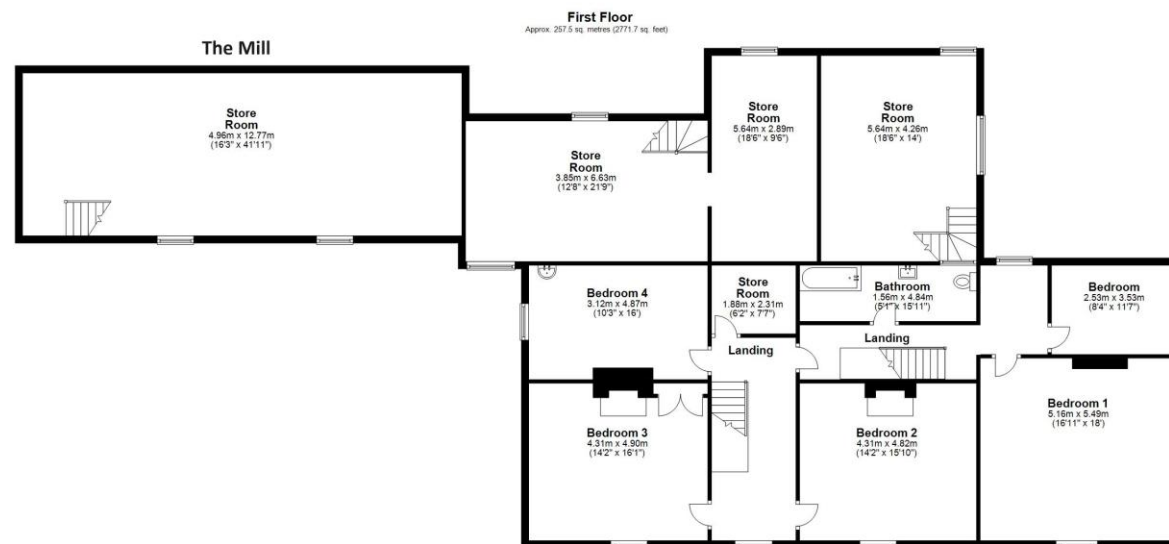 First Floor
Approx. 257.5 sq. metres (2771.7 sq. feet)
The Mill
Store
Room
4.96m x 12.77m
(16'3" x 41'11")
Store
Room
3.85m x 6.63m
(12'8" x 21'9")
Store
Room
5.64m x 2.89m
(18'6" x 9'6")
Store
Room
5.64m x 4.26m
(18'6" x 14')
Bedroom 4
3.12m x 4.87m
(10'3" x 16')
Store
Room
1.88m x 2.31m
(6'2" x 7'7")
Bathroom
1.56m x 4.84m
(5'1" x 15'11")
Bedroom
2.53m x 3.53m
(8'4" x 11'7")
Landing
Landing
Bedroom 3
4.31m x 4.90m
(14'2" x 16'1")
Bedroom 2
4.31m x 4.82m
(14'2" x 15'10")
Bedroom 1
5.16m x 5.49m
(16'11" x 18')